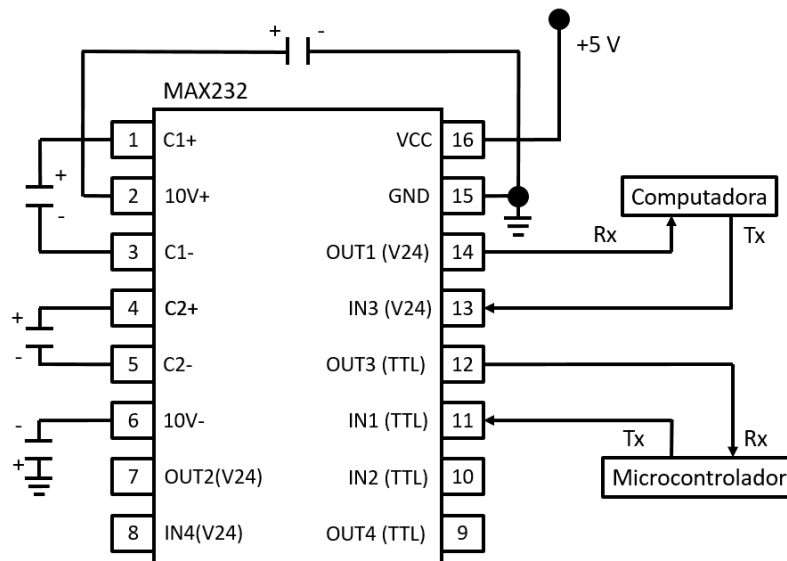 + -
+5 V
MAX232
1 C1+ VCC 16
+
2 10V+ GND 15
-
Computadora
3 C1- OUT1 (V24) 14 Rx Tx
4 C2+ IN3 (V24) 13
+
-
5 C2- OUT3 (TTL) 12
6 10V- IN1 (TTL) 11
-
Tx Rx
+
7 OUT2(V24) IN2 (TTL) 10
Microcontrolador
8 IN4(V24) OUT4 (TTL) 9